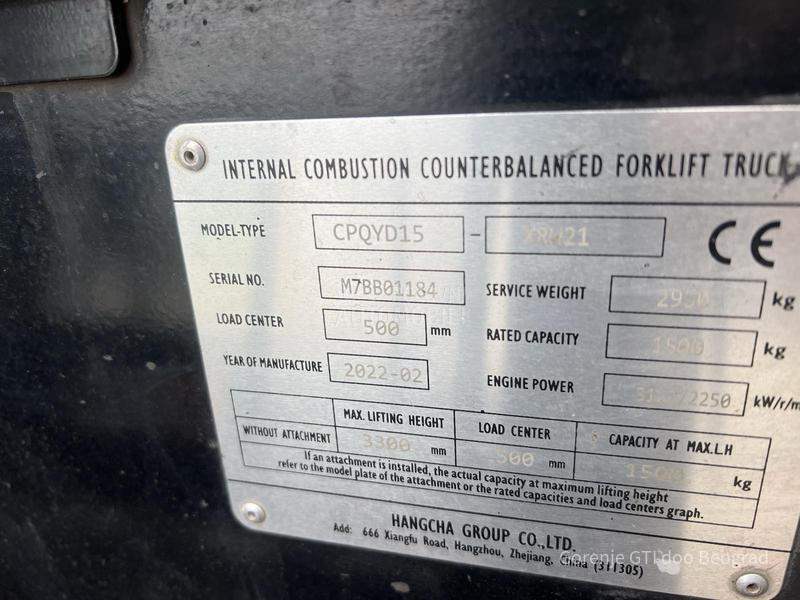 INTERNAL COMBUSTION COUNTERBALANCED FORKLIFT TRUCK
MODEL-TYPE CPQYD15 - XRW21 CE
SERIAL NO. M7BB01184 SERVICE WEIGHT kg
LOAD CENTER 500 mm RATED CAPACITY 1500 kg
YEAR OF MANUFACTURE 2022-02 ENGINE POWER /2250 kW/r/m
MAX. LIFTING HEIGHT LOAD CENTER CAPACITY AT MAX.L.H
WITHOUT ATTACHMENT 3300 mm 500 mm 1500 kg
If an attachment is installed, the actual capacity at maximum lifting height
refer to the model plate of the attachment or the rated capacities and load centers graph.
HANGCHA GROUP CO.,LTD.
Add: 666 Xiangfu Road, Hangzhou, Zhejiang, China (311305)
Gorenje GTI doo Beograd